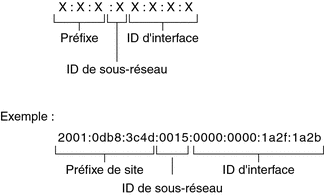 X : X : X : X : X : X : X : X
Préfixe ID d'interface
ID de sous-réseau
Exemple :
2001:0db8:3c4d:0015:0000:0000:1a2f:1a2b
Préfixe de site ID d'interface
ID de sous-réseau